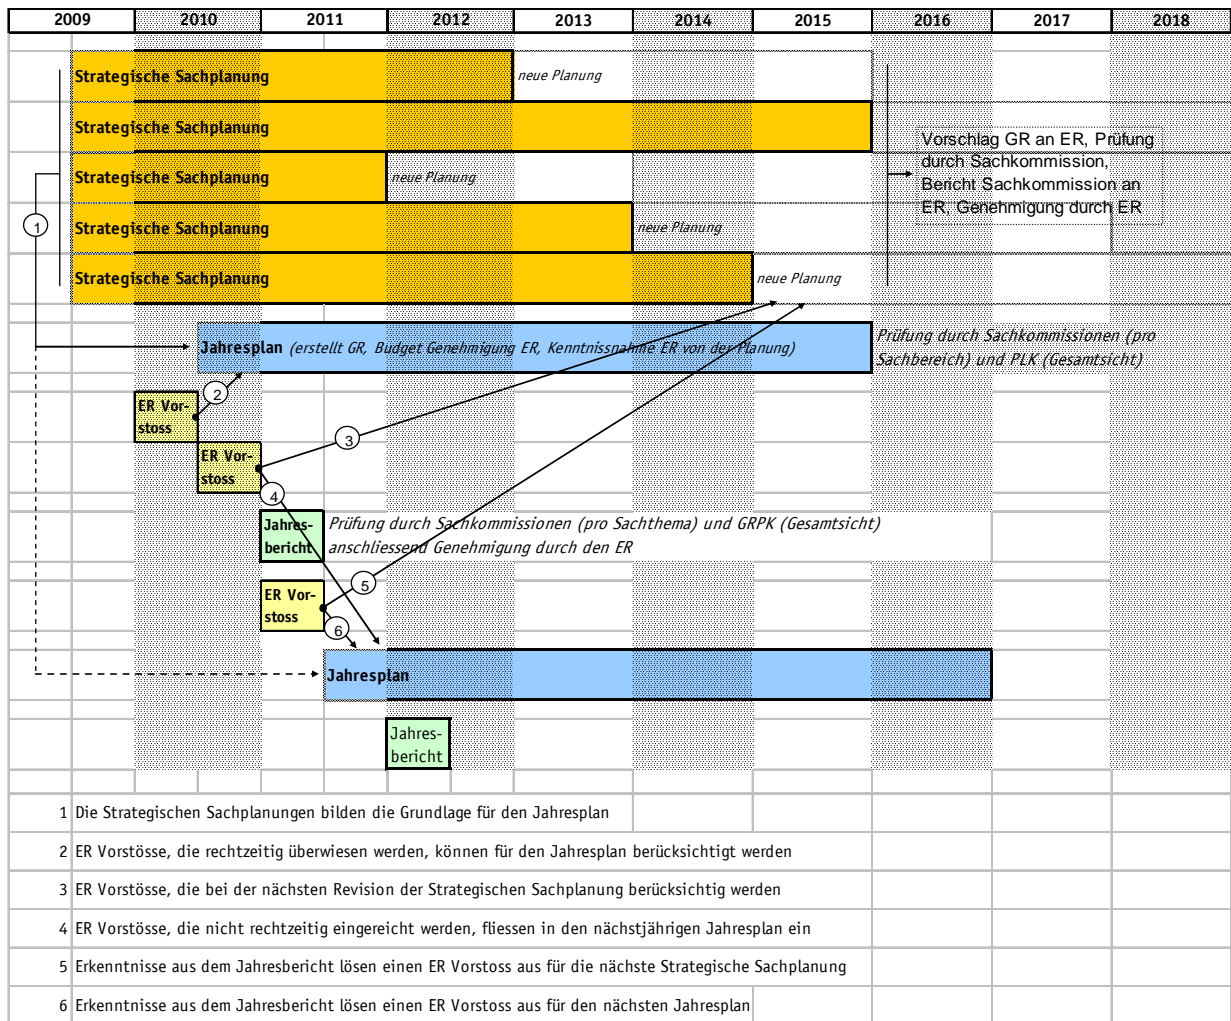 2009 2010 2011 2012 2013 2014 2015 2016 2017 2018
Strategische Sachplanung neue Planung
Strategische Sachplanung
Vorschlag GR an ER, Prüfung
durch Sachkommission,
Bericht Sachkommission an
ER, Genehmigung durch ER
Strategische Sachplanung neue Planung
1
Strategische Sachplanung neue Planung
Strategische Sachplanung neue Planung
Jahresplan (erstellt GR, Budget Genehmigung ER, Kenntnissnahme ER von der Planung)
Prüfung durch Sachkommissionen (pro
Sachbereich) und PLK (Gesamtsicht)
2
ER Vor-
stoss
3
ER Vor-
stoss
4
Jahres-
bericht
Prüfung durch Sachkommissionen (pro Sachthema) und GRPK (Gesamtsicht)
anschliessend Genehmigung durch den ER
5
ER Vor-
stoss
6
Jahresplan
Jahres-
bericht
1 Die Strategischen Sachplanungen bilden die Grundlage für den Jahresplan
2 ER Vorstösse, die rechtzeitig überwiesen werden, können für den Jahresplan berücksichtigt werden
3 ER Vorstösse, die bei der nächsten Revision der Strategischen Sachplanung berücksichtig werden
4 ER Vorstösse, die nicht rechtzeitig eingereicht werden, fliessen in den nächstjährigen Jahresplan ein
5 Erkenntnisse aus dem Jahresbericht lösen einen ER Vorstoss aus für die nächste Strategische Sachplanung
6 Erkenntnisse aus dem Jahresbericht lösen einen ER Vorstoss aus für den nächsten Jahresplan